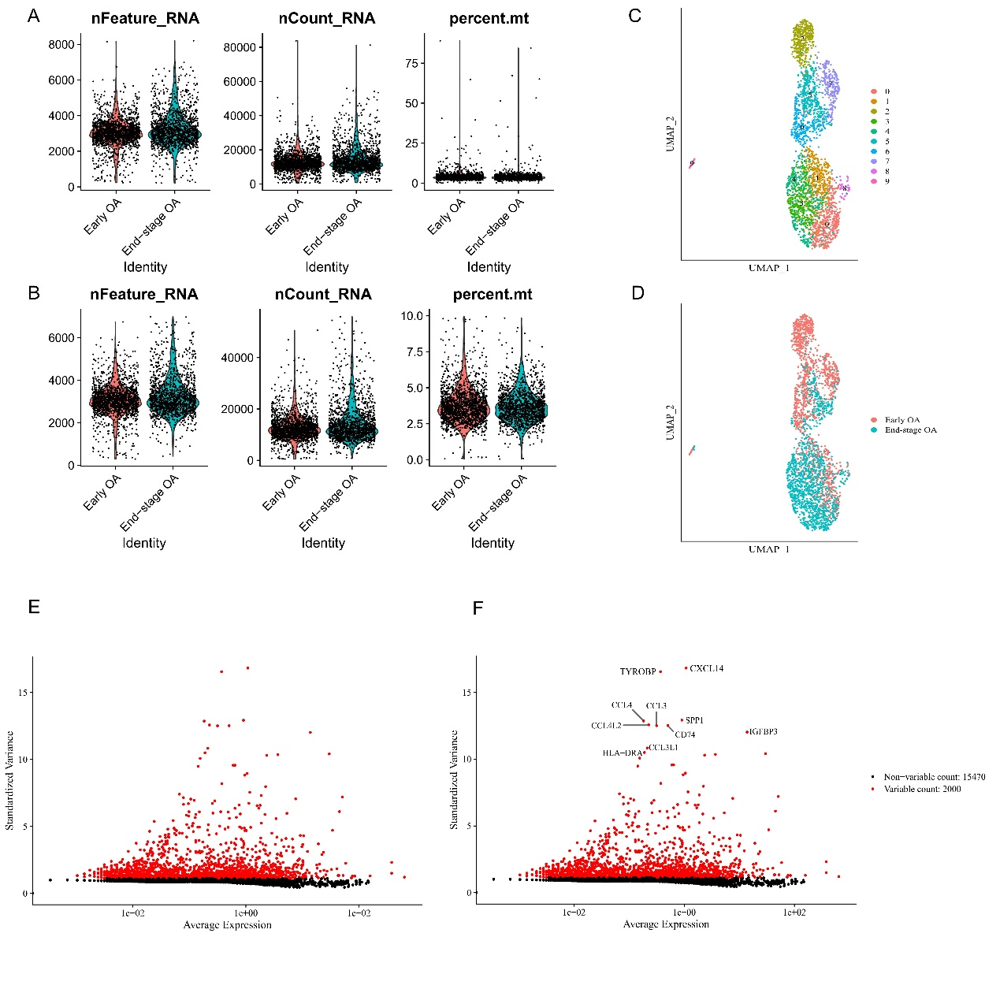 A
nFeature_RNA
nCount_RNA
percent.mt
8000
6000
4000
2000
0
80000
60000
40000
20000
0
75
50
25
0
Early OA
End-stage OA
Early OA
End-stage OA
Early OA
End-stage OA
Identity
Identity
Identity
B
nFeature_RNA
nCount_RNA
percent.mt
6000
4000
2000
0
40000
20000
0
10.0
7.5
5.0
2.5
0.0
Early OA
End-stage OA
Early OA
End-stage OA
Early OA
End-stage OA
Identity
Identity
Identity
C
UMAP_2
UMAP_1
9
8
0
1
2
3
4
5
6
7
8
9
D
UMAP_2
UMAP_1
Early OA
End-stage OA
E
Standardized Variance
15
10
5
0
1e-02
1e+00
1e-02
Average Expression
F
Standardized Variance
15
10
5
0
TYROBP
CXCL14
CCL4
CCL3
CCL4L2
SPP1
CD74
IGFBP3
CCL3L1
HLA-DRA
1e-02
1e-00
1e+02
Average Expression
Non-variable count: 15470
Variable count: 2000